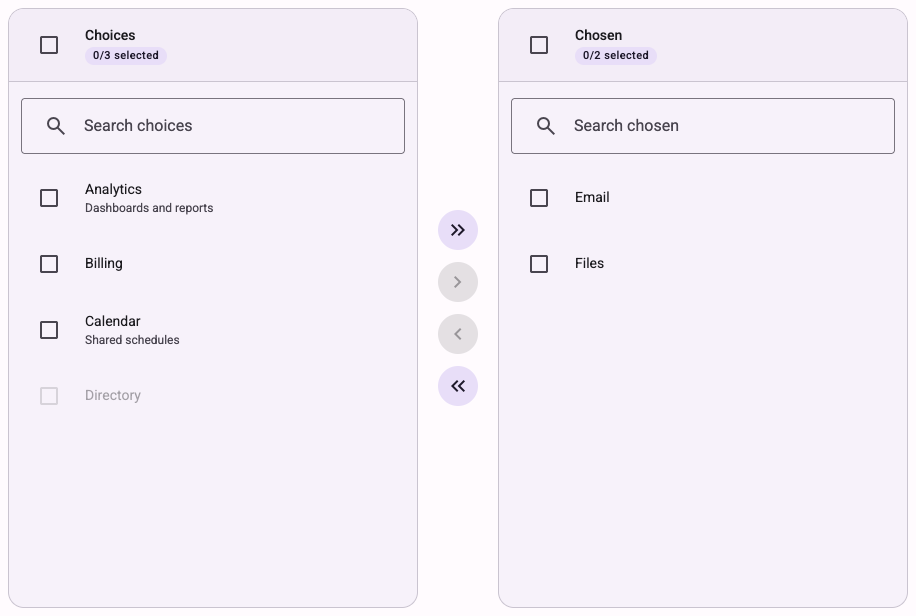 Choices
0/3 selected
Search choices
Analytics
Dashboards and reports
Billing
Calendar
Shared schedules
Directory
Chosen
0/2 selected
Search chosen
Email
Files